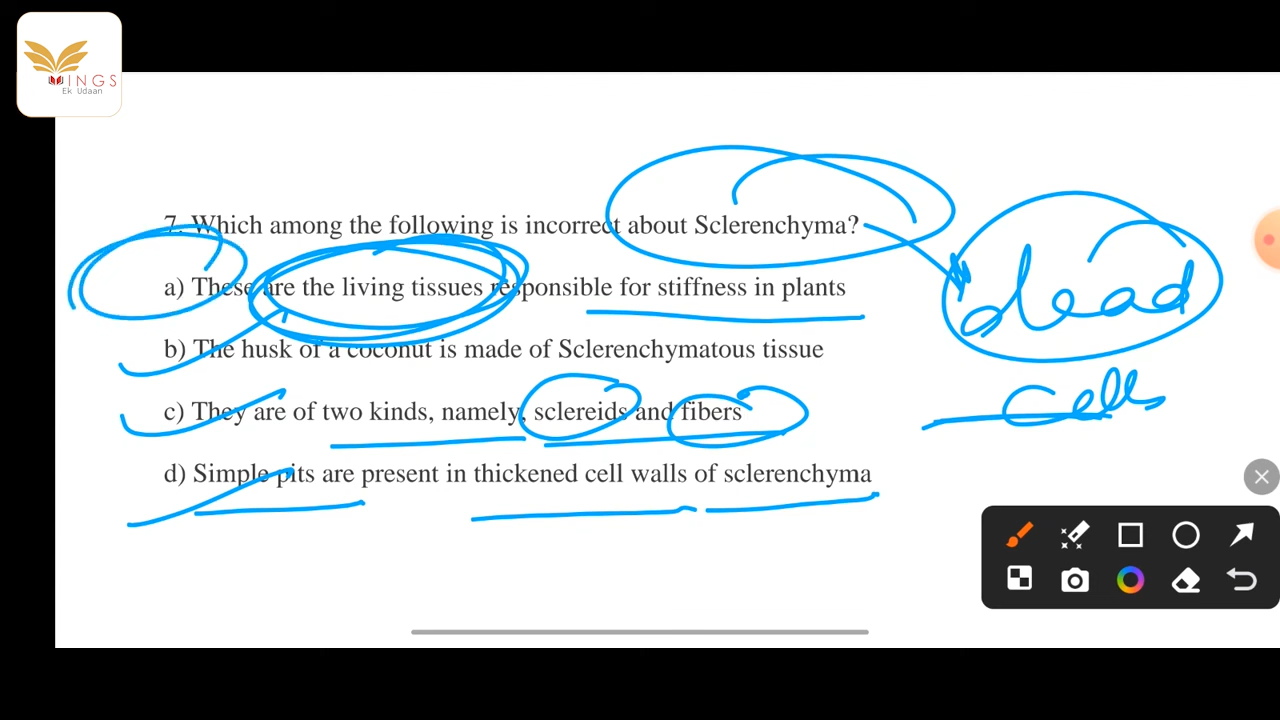 WINGS
Ek Udaan
7. Which among the following is incorrect about Sclerenchyma?
a) These are the living tissues responsible for stiffness in plants
dead
b) The husk of a coconut is made of Sclerenchymatous tissue
c) They are of two kinds, namely, sclereids and fibers
cells
d) Simple pits are present in thickened cell walls of sclerenchyma